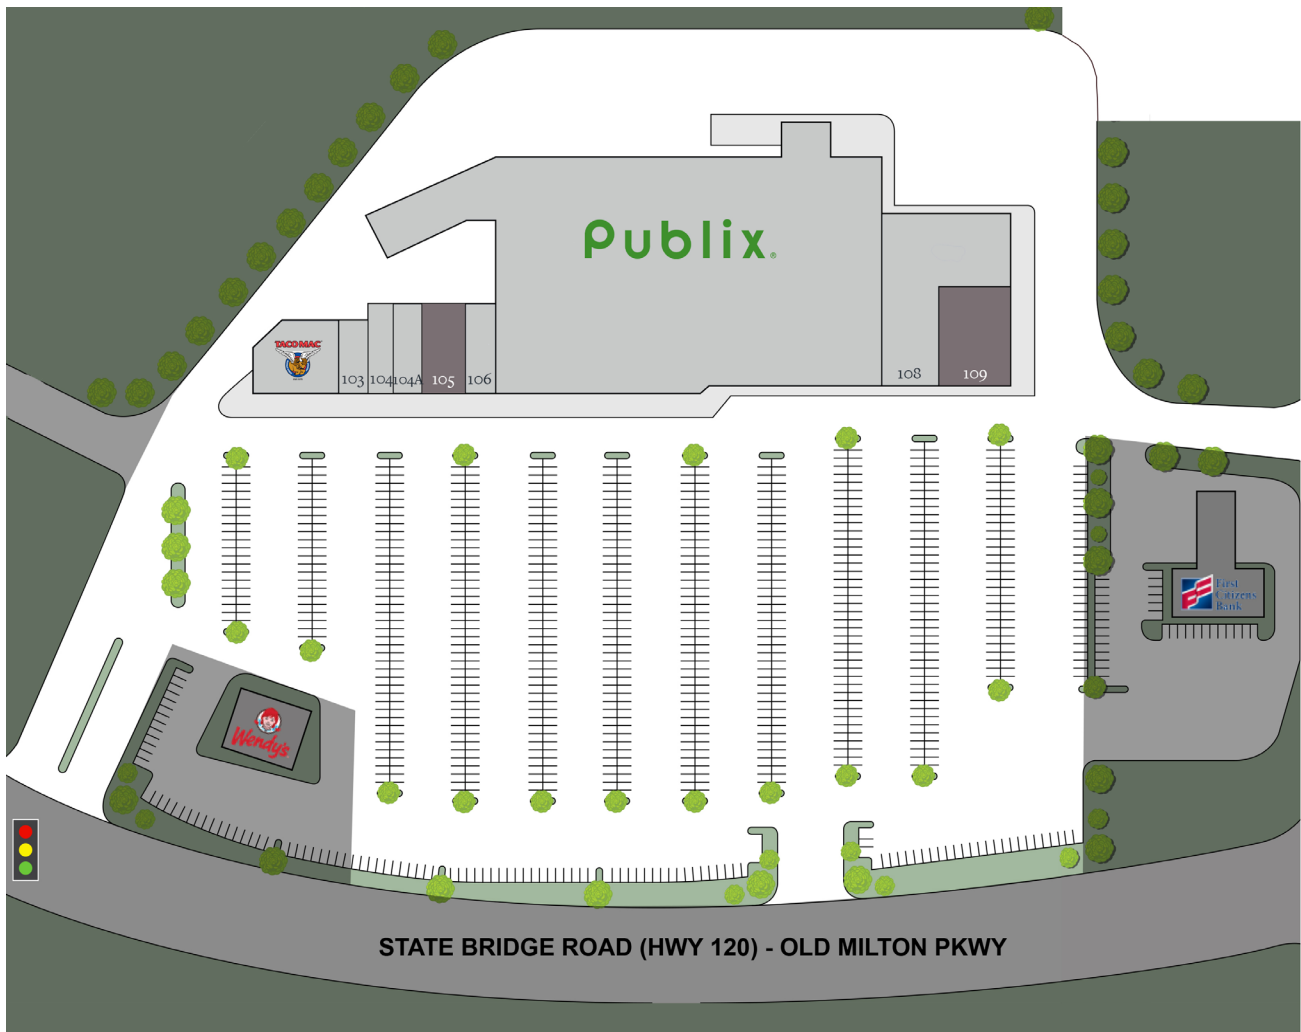 Publix®
TACO MAC
103
104
104A
105
106
108
109
First
Citizens
Bank
Wendy's
STATE BRIDGE ROAD (HWY 120) - OLD MILTON PKWY